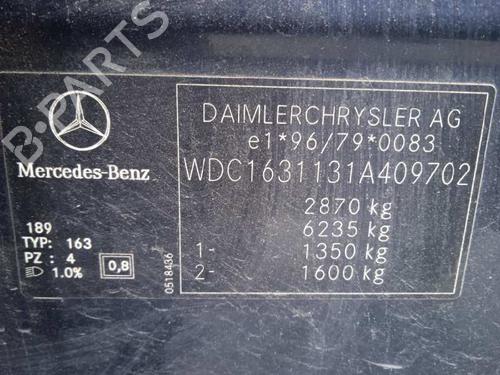 B-PARTS
Mercedes-Benz
189
TYP: 163
PZ : 4
1.0%
0,8
0518436
DAIMLERCHRYSLER AG
e1*96/79*0083
WDC1631131A409702
2870 kg
6235 kg
1- 1350 kg
2- 1600 kg